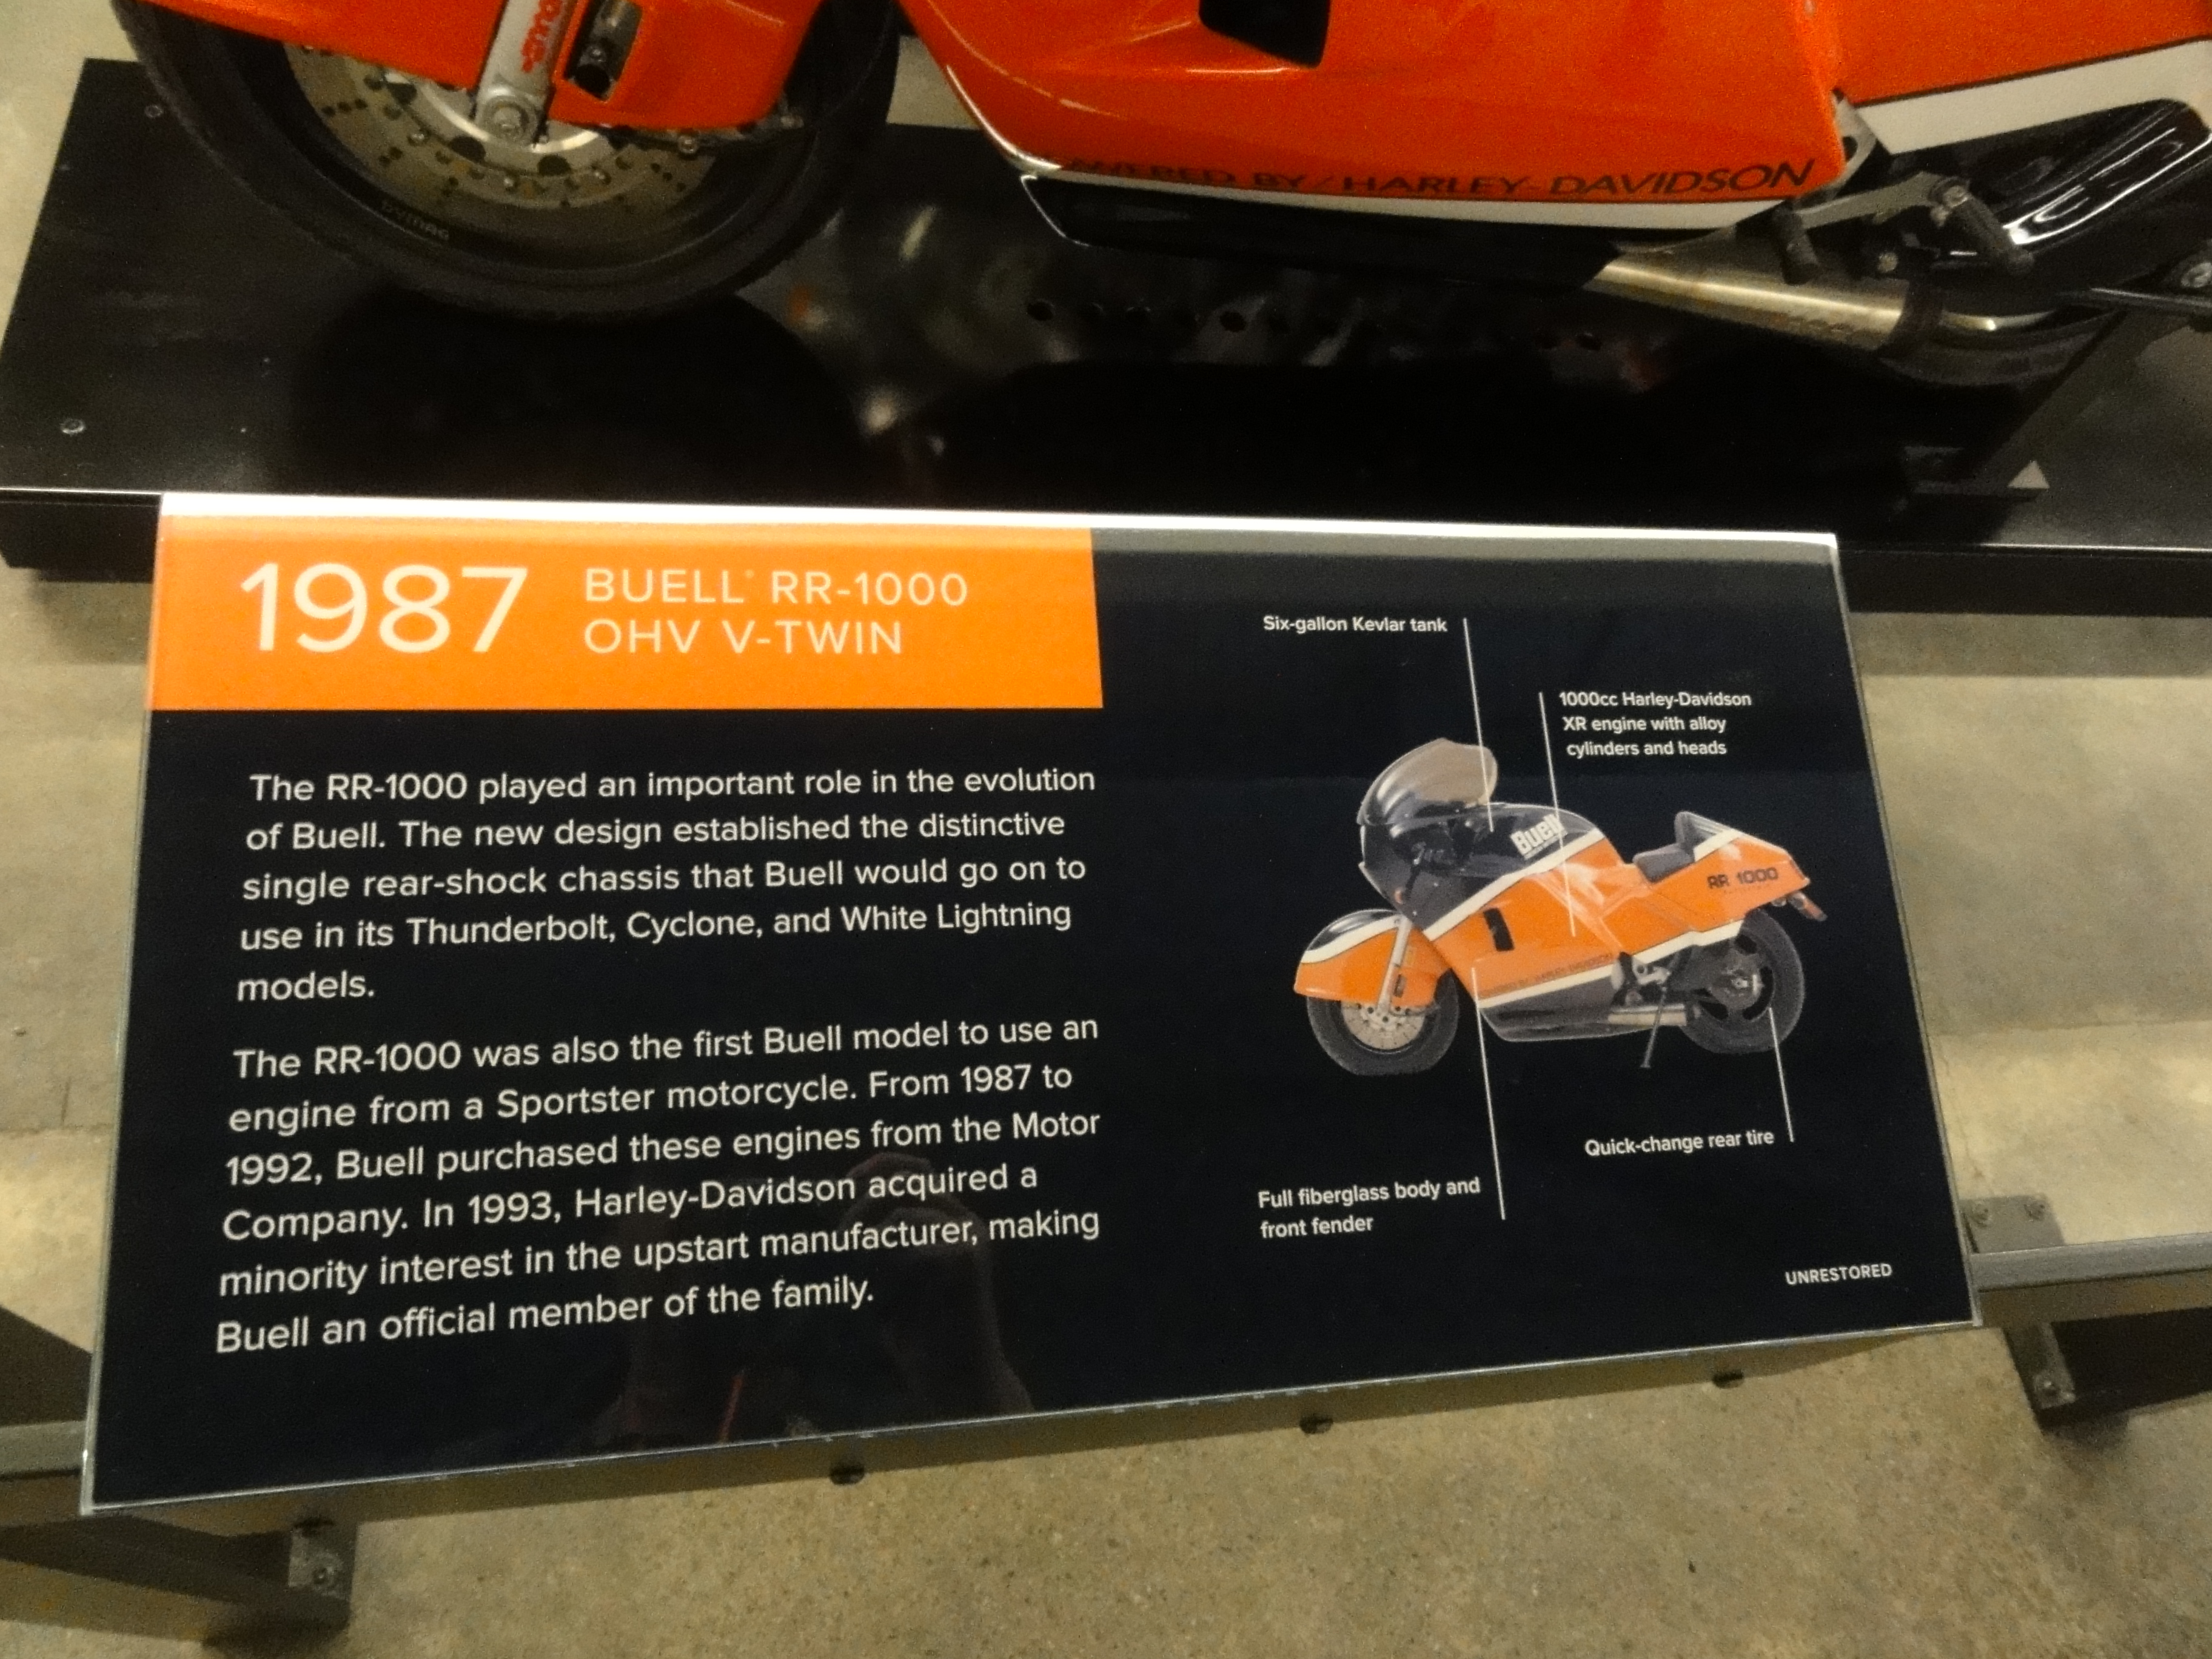 POWERED BY / HARLEY-DAVIDSON
1987
BUELL RR-1000
OHV V-TWIN
The RR-1000 played an important role in the evolution
of Buell. The new design established the distinctive
single rear-shock chassis that Buell would go on to
use in its Thunderbolt, Cyclone, and White Lightning
models.
The RR-1000 was also the first Buell model to use an
engine from a Sportster motorcycle. From 1987 to
1992, Buell purchased these engines from the Motor
Company. In 1993, Harley-Davidson acquired a
minority interest in the upstart manufacturer, making
Buell an official member of the family.
Six-gallon Kevlar tank
1000cc Harley-Davidson
XR engine with alloy
cylinders and heads
Buell
RR 1000
Quick-change rear tire
Full fiberglass body and
front fender
UNRESTORED